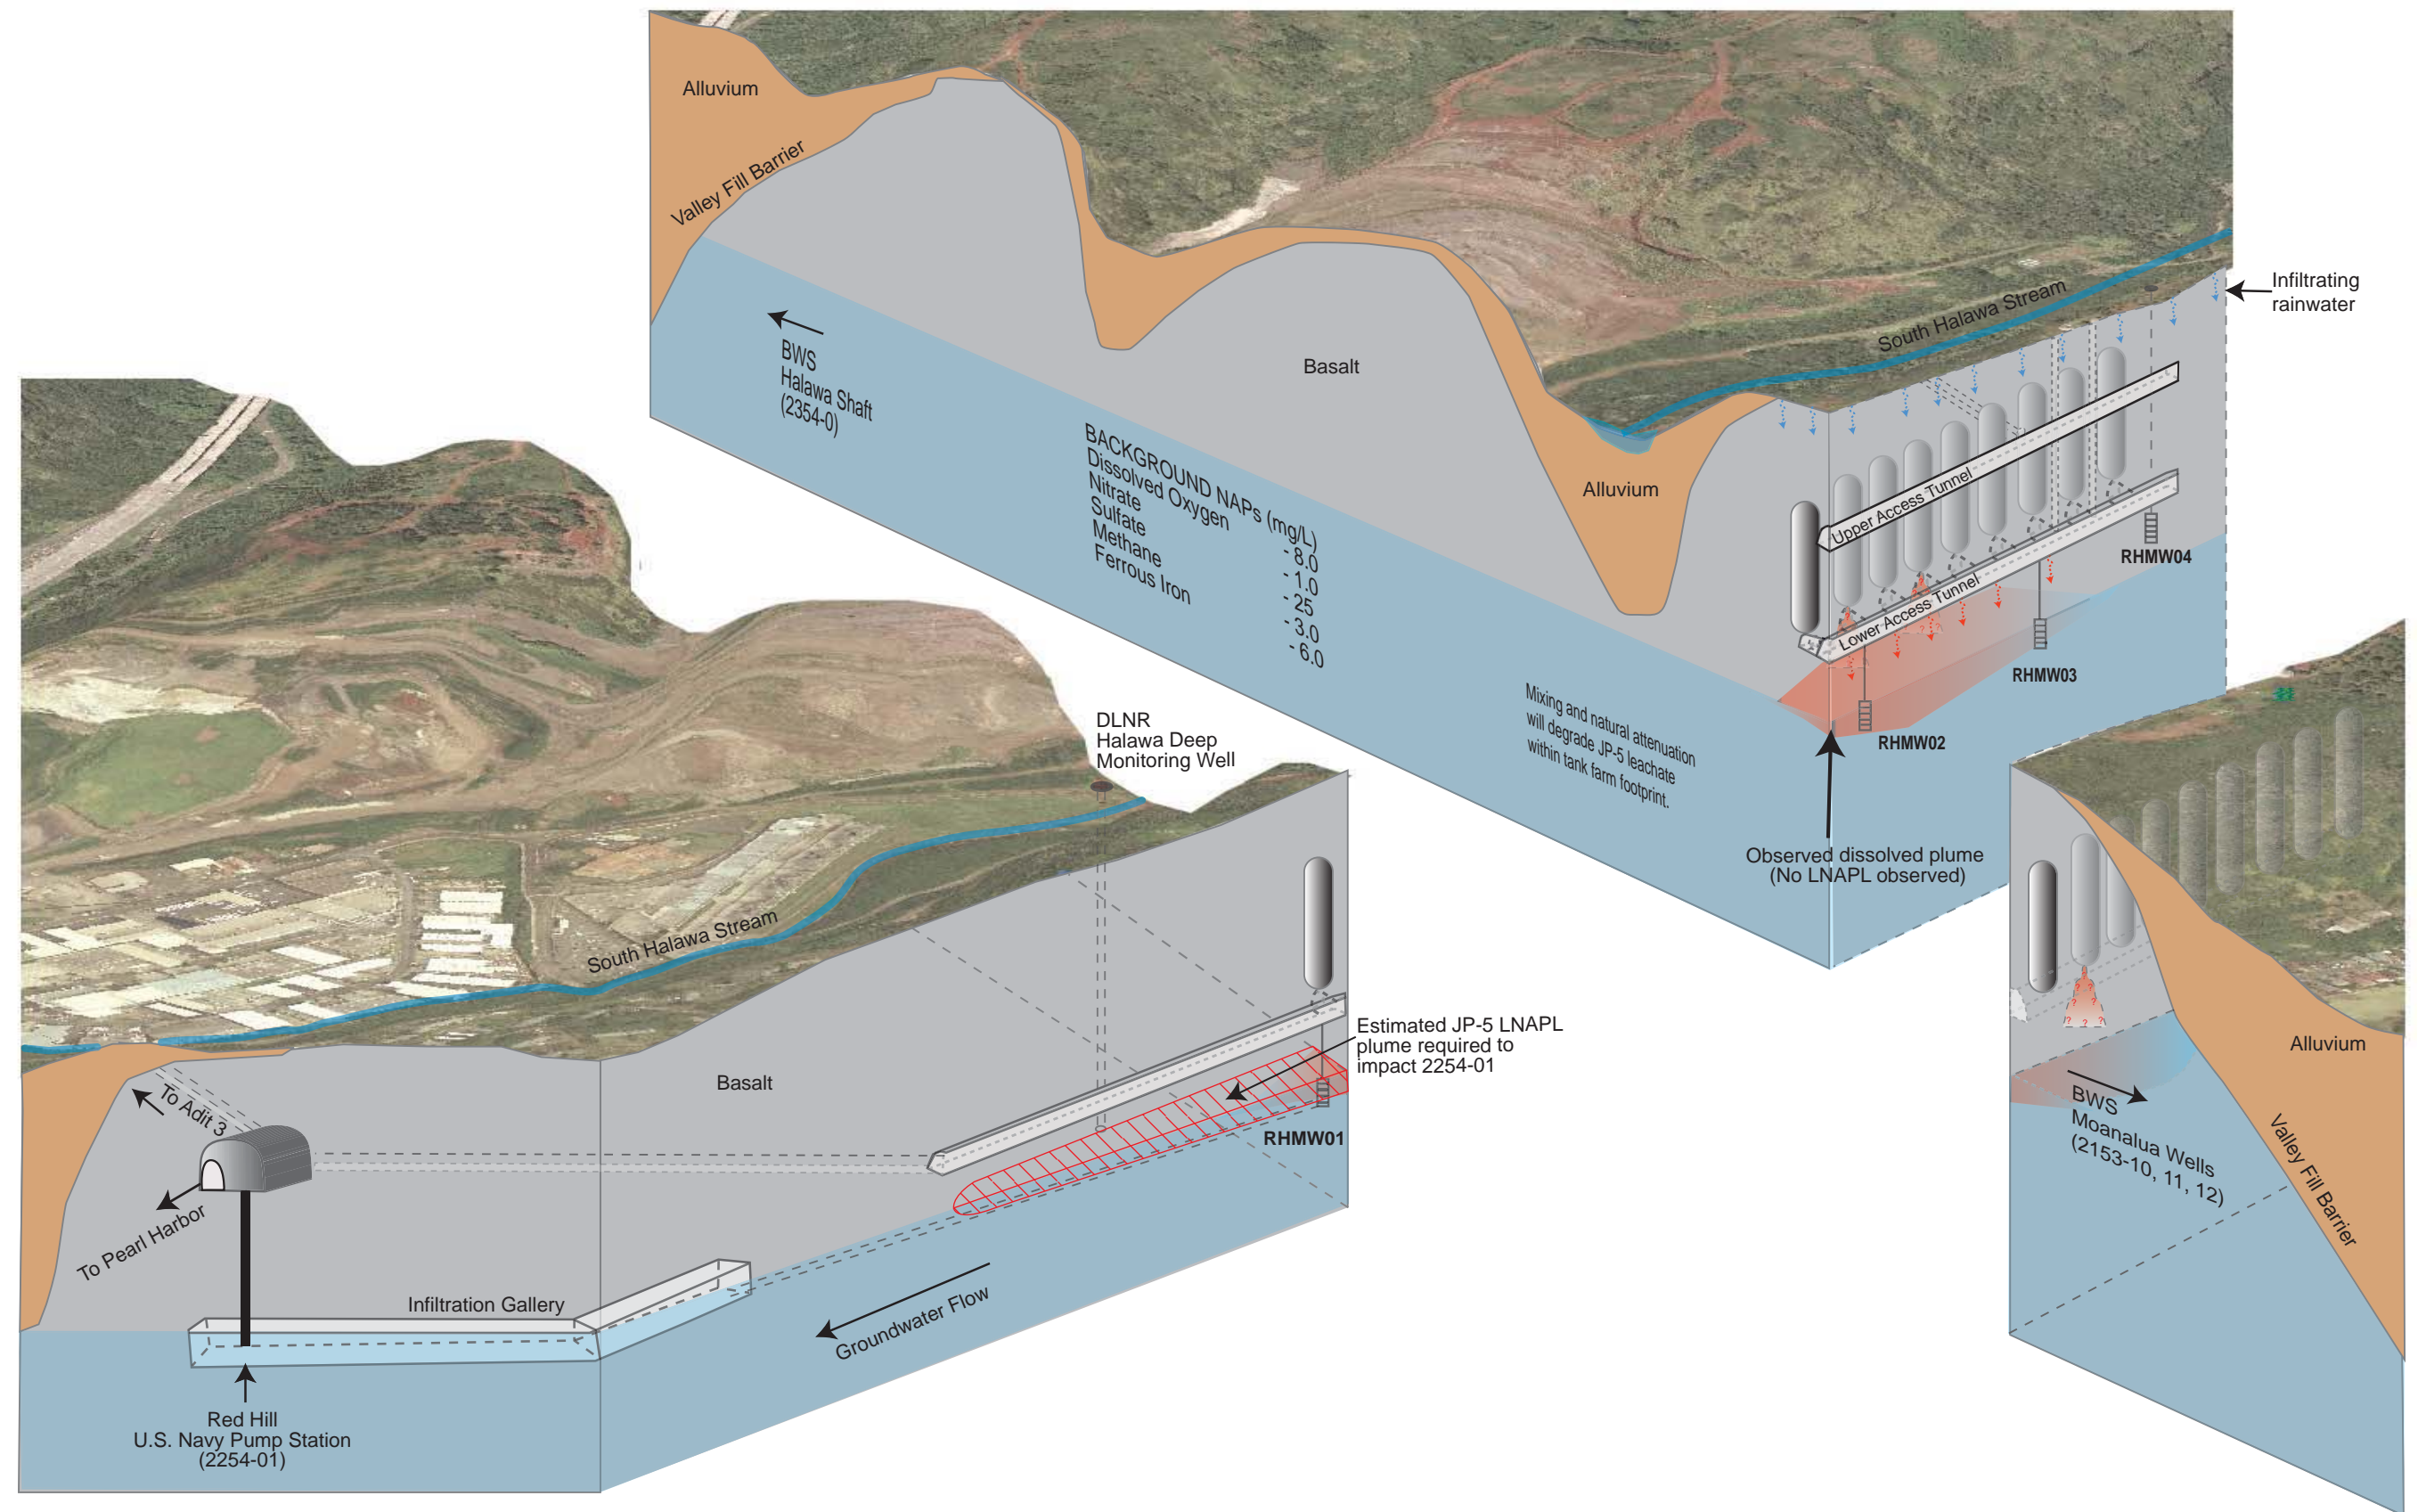 Alluvium
Valley Fill Barrier
BWS
Halawa Shaft
(2354-0)
Basalt
BACKGROUND NAPs (mg/L)
Dissolved Oxygen - 8.0
Nitrate - 1.0
Sulfate - 25
Methane - 3.0
Ferrous Iron - 6.0
Alluvium
South Halawa Stream
Infiltrating
rainwater
Upper Access Tunnel
Lower Access Tunnel
RHMW04
RHMW03
RHMW02
Mixing and natural attenuation
will degrade JP-5 leachate
within tank farm footprint.
Observed dissolved plume
(No LNAPL observed)
DLNR
Halawa Deep
Monitoring Well
South Halawa Stream
Basalt
Estimated JP-5 LNAPL
plume required to
impact 2254-01
RHMW01
To Adit 3
To Pearl Harbor
Infiltration Gallery
Groundwater Flow
Red Hill
U.S. Navy Pump Station
(2254-01)
? ?
? ?
? ? ?
Alluvium
BWS
Moanalua Wells
(2153-10, 11, 12)
Valley Fill Barrier